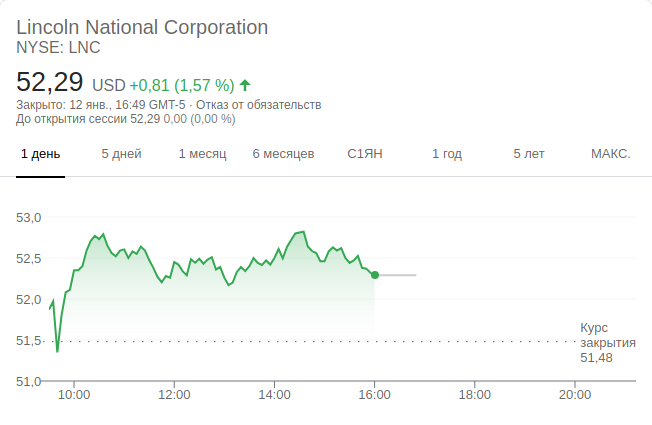 Lincoln National Corporation
NYSE: LNC
52,29 USD +0,81 (1,57 %)
Закрыто: 12 янв., 16:49 GMT-5 · Отказ от обязательств
До открытия сессии 52,29 0,00 (0,00 %)
1 день 5 дней 1 месяц 6 месяцев С1ЯН 1 год 5 лет МАКС.
53,0
52,5
52,0
51,5
51,0
Курс
закрытия
51,48
10:00 12:00 14:00 16:00 18:00 20:00